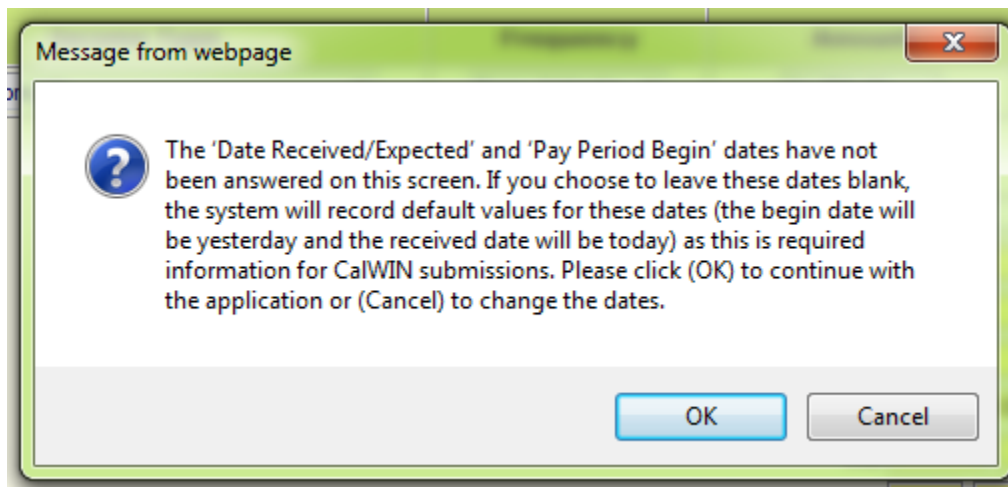 Frequency
Message from webpage
The ‘Date Received/Expected’ and ‘Pay Period Begin’ dates have not
been answered on this screen. If you choose to leave these dates blank,
the system will record default values for these dates (the begin date will
be yesterday and the received date will be today) as this is required
information for CalWIN submissions. Please click (OK) to continue with
the application or (Cancel) to change the dates.
OK
Cancel